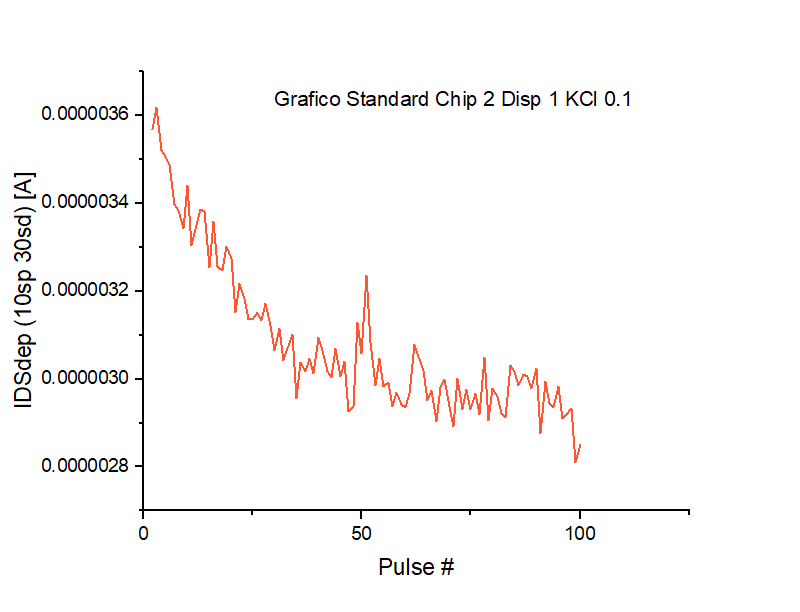 Grafico Standard Chip 2 Disp 1 KCl 0.1
IDSdep (10sp 30sd) [A]
0.0000036
0.0000034
0.0000032
0.0000030
0.0000028
0
50
100
Pulse #